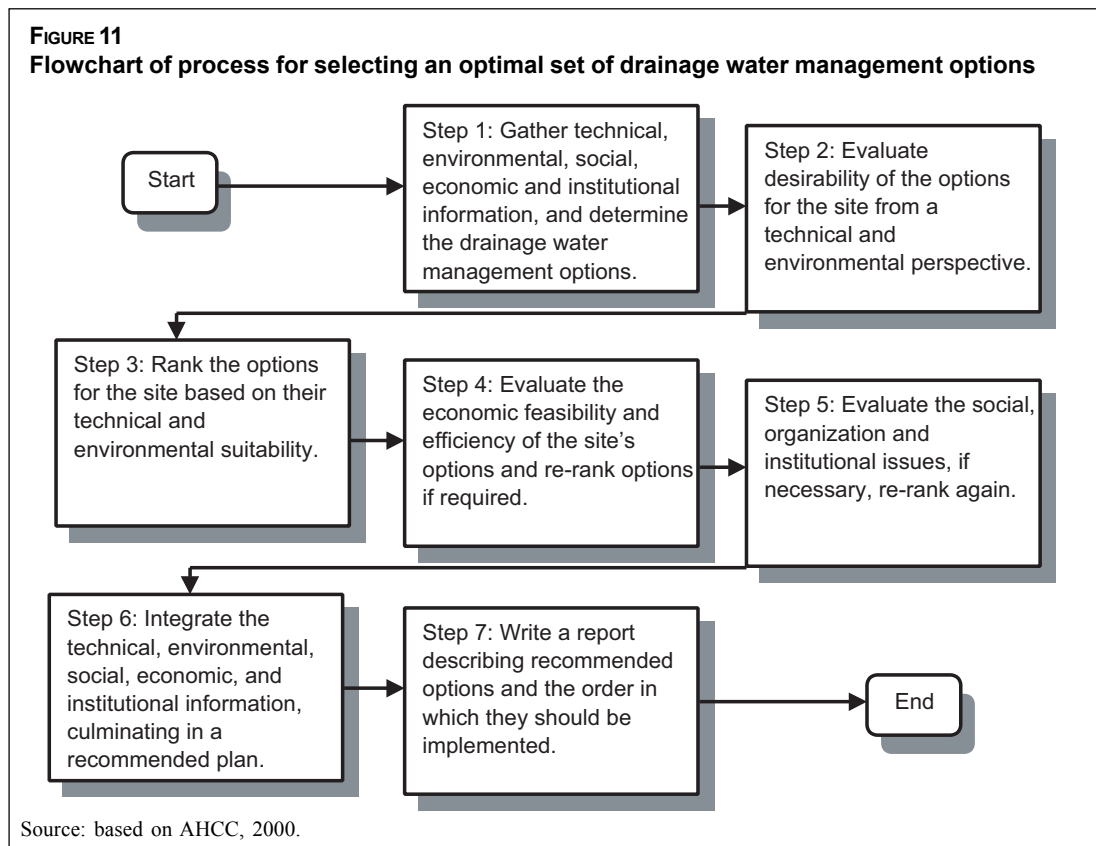 FIGURE 11
Flowchart of process for selecting an optimal set of drainage water management options
Start
Step 1: Gather technical,
environmental, social,
economic and institutional
information, and determine
the drainage water
management options.
Step 2: Evaluate
desirability of the options
for the site from a
technical and
environmental perspective.
Step 3: Rank the options
for the site based on their
technical and
environmental suitability.
Step 4: Evaluate the
economic feasibility and
efficiency of the site's
options and re-rank options
if required.
Step 5: Evaluate the social,
organization and
institutional issues, if
necessary, re-rank again.
Step 6: Integrate the
technical, environmental,
social, economic, and
institutional information,
culminating in a
recommended plan.
Step 7: Write a report
describing recommended
options and the order in
which they should be
implemented.
End
Source: based on AHCC, 2000.